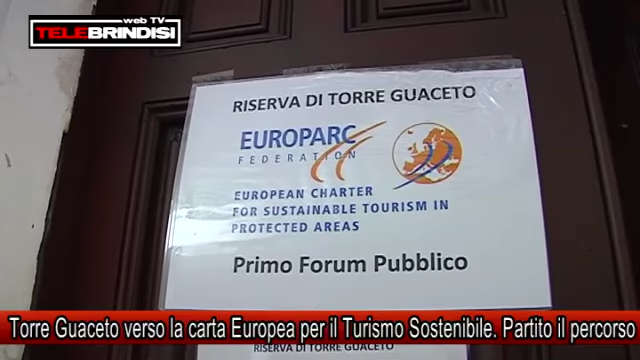 web TV
TELEBRINDISI
RISERVA DI TORRE GUACETO
EUROPARC
FEDERATION
EUROPEAN CHARTER
FOR SUSTAINABLE TOURISM IN
PROTECTED AREAS
Primo Forum Pubblico
Torre Guaceto verso la carta Europea per il Turismo Sostenibile. Partito il percorso
RISERVA DI TORRE GUACETO